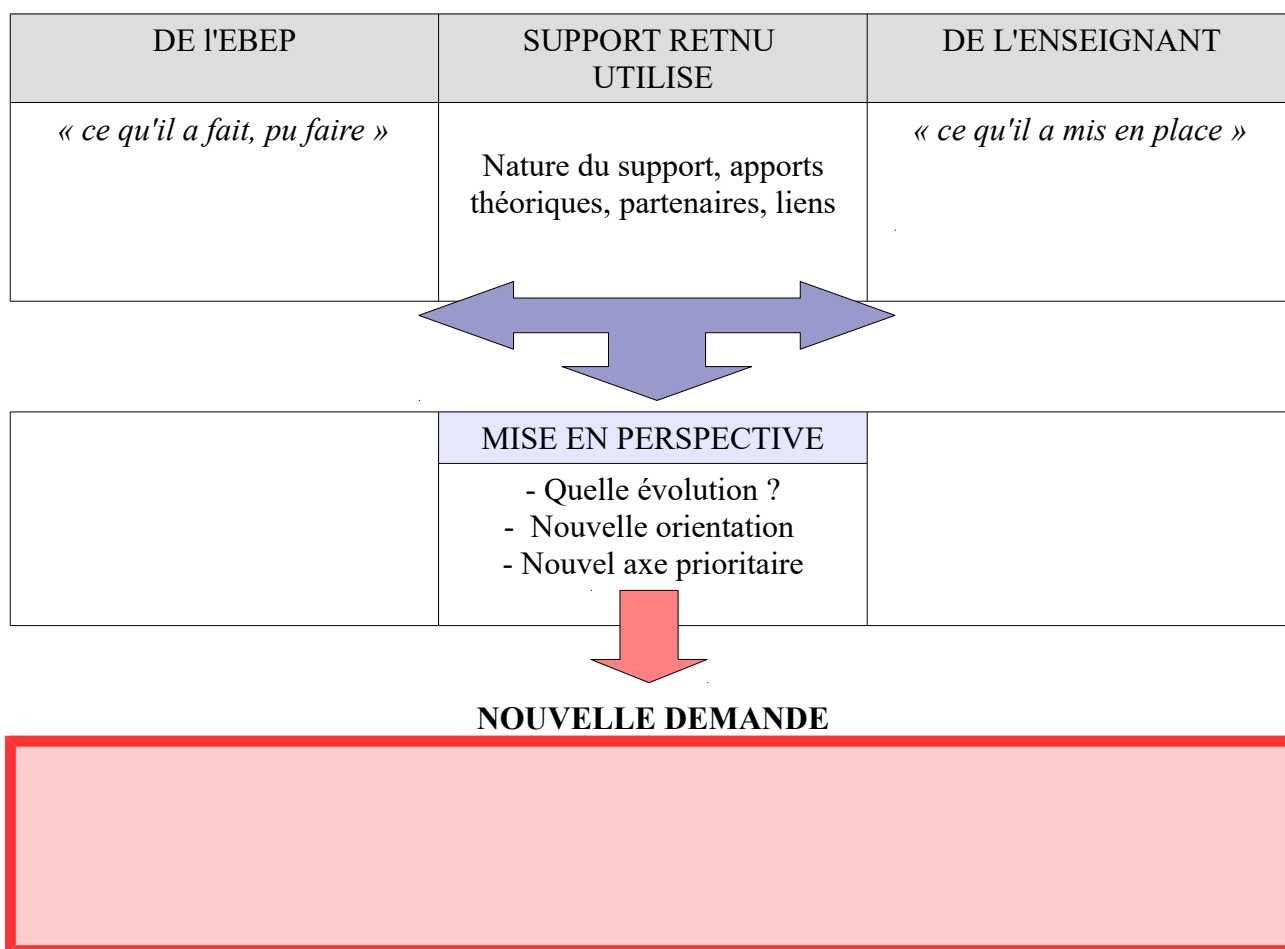 DE l'EBEP
SUPPORT RETNU
UTILISE
DE L'ENSEIGNANT
« ce qu'il a fait, pu faire »
Nature du support, apports
théoriques, partenaires, liens
« ce qu'il a mis en place »
MISE EN PERSPECTIVE
- Quelle évolution ?
- Nouvelle orientation
- Nouvel axe prioritaire
NOUVELLE DEMANDE